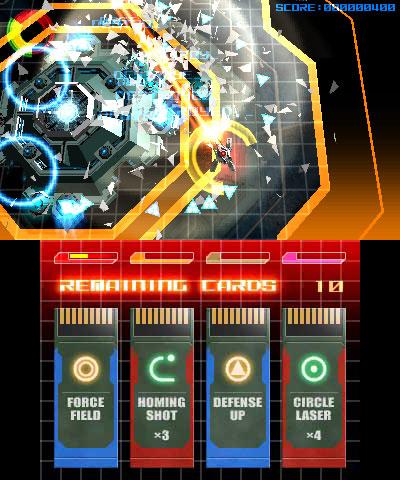 SCORE:000000400
REMAINING CARDS 10
FORCE
FIELD
HOMING
SHOT
×3
DEFENSE
UP
CIRCLE
LASER
×4